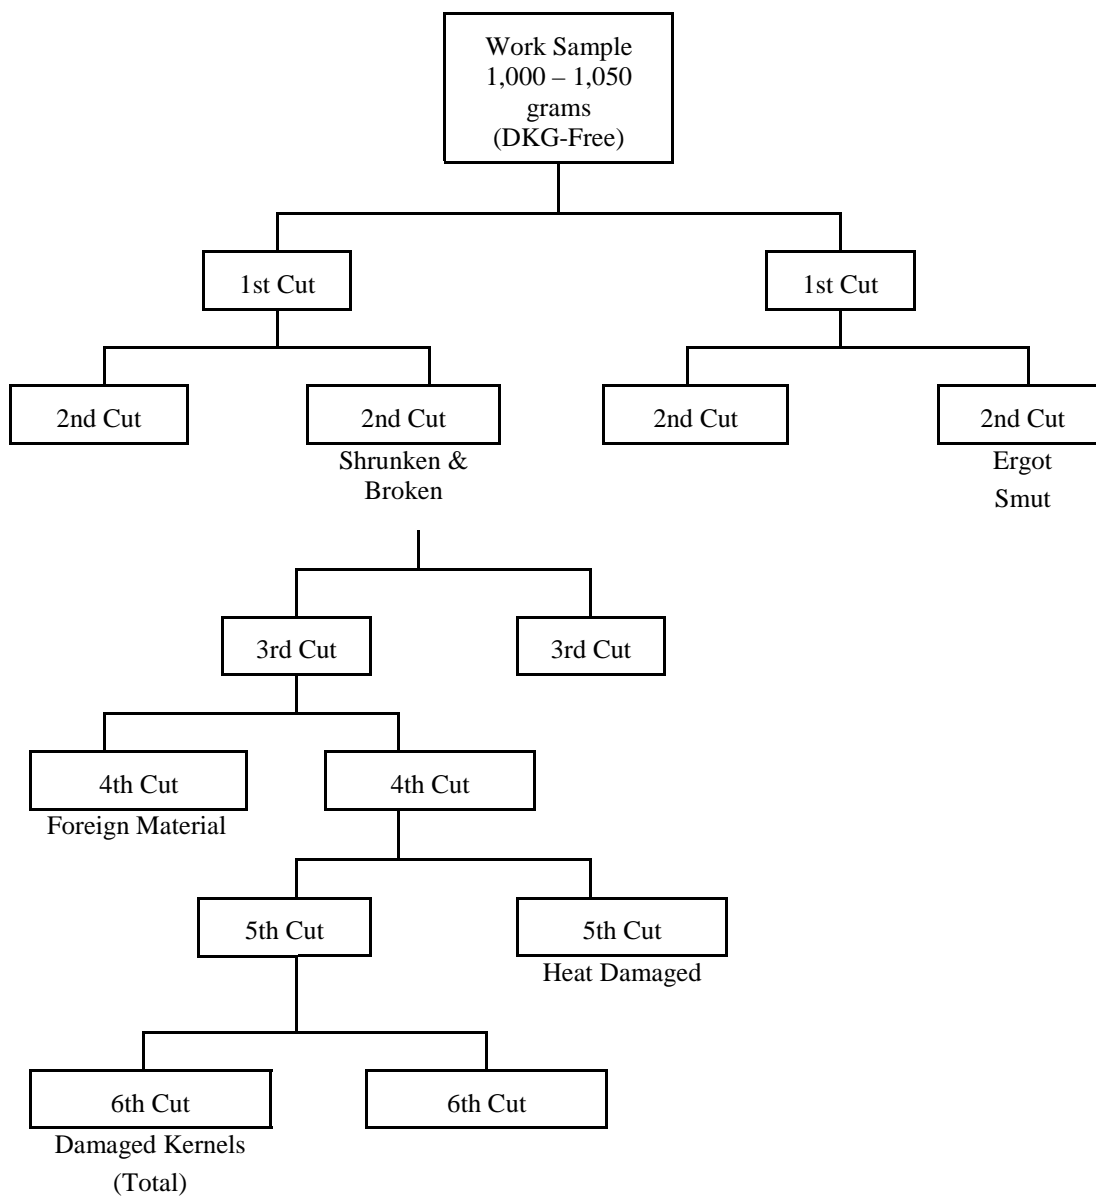 Work Sample
1,000 – 1,050
grams
(DKG-Free)
1st Cut
1st Cut
2nd Cut
2nd Cut
2nd Cut
2nd Cut
Shrunken &
Broken
Ergot
Smut
3rd Cut
3rd Cut
4th Cut
4th Cut
Foreign Material
5th Cut
5th Cut
Heat Damaged
6th Cut
6th Cut
Damaged Kernels
(Total)